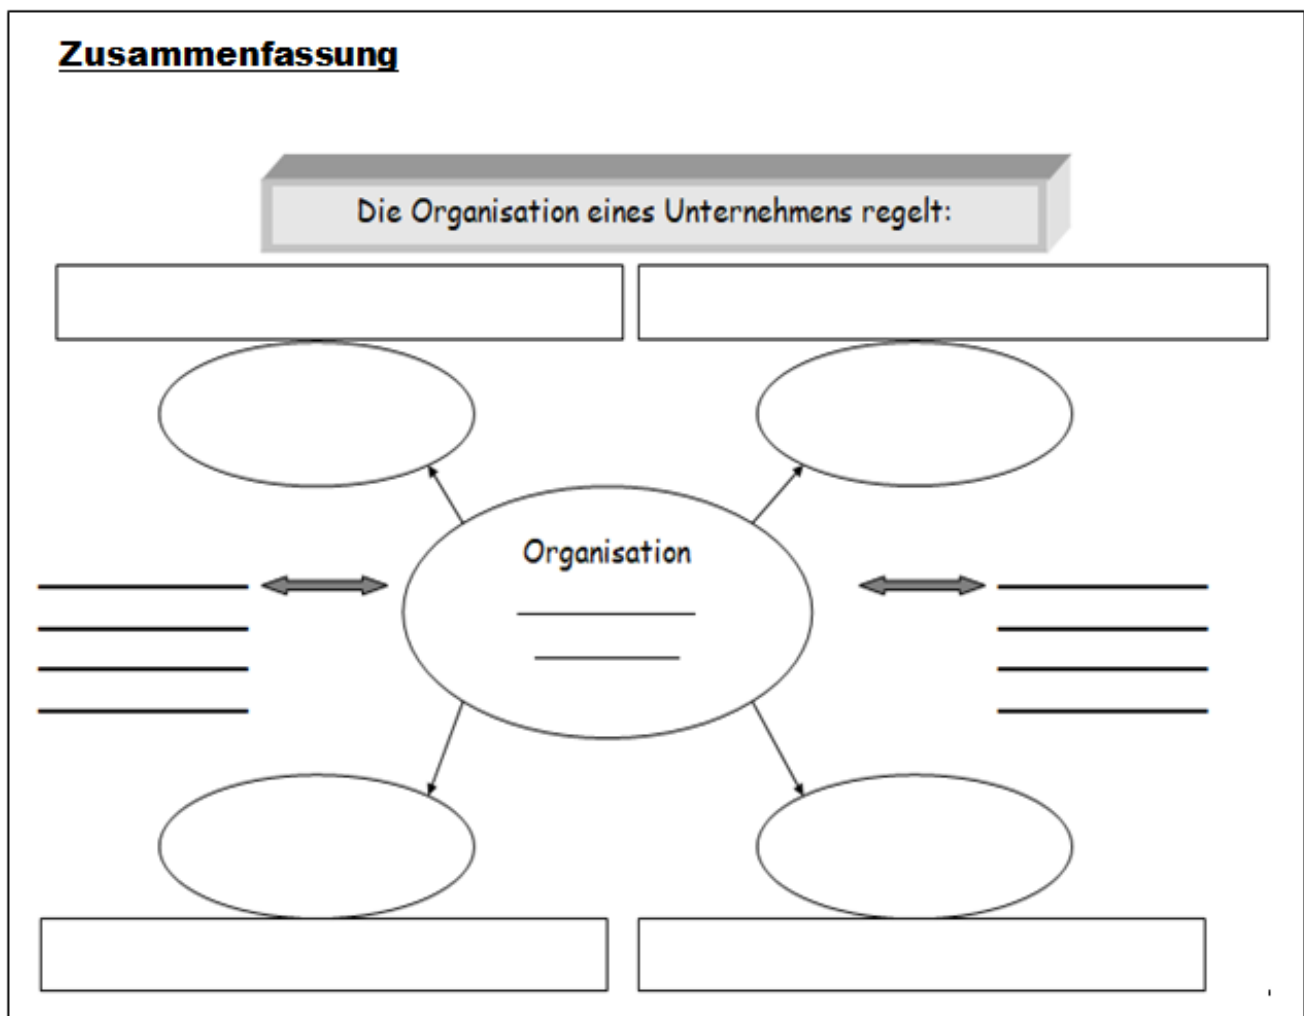 Zusammenfassung
Die Organisation eines Unternehmens regelt:
Organisation